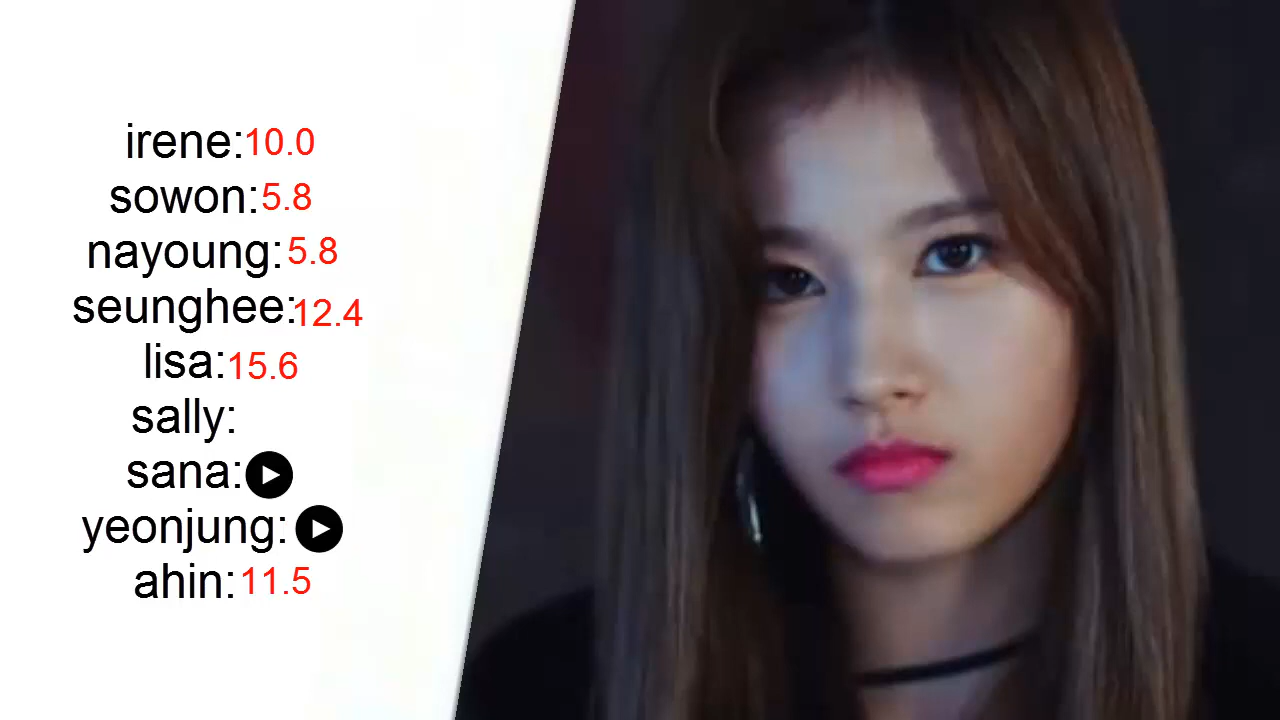 irene:10.0
sowon:5.8
nayoung:5.8
seunghee:12.4
lisa:15.6
sally:
sana:
yeonjung:
ahin:11.5